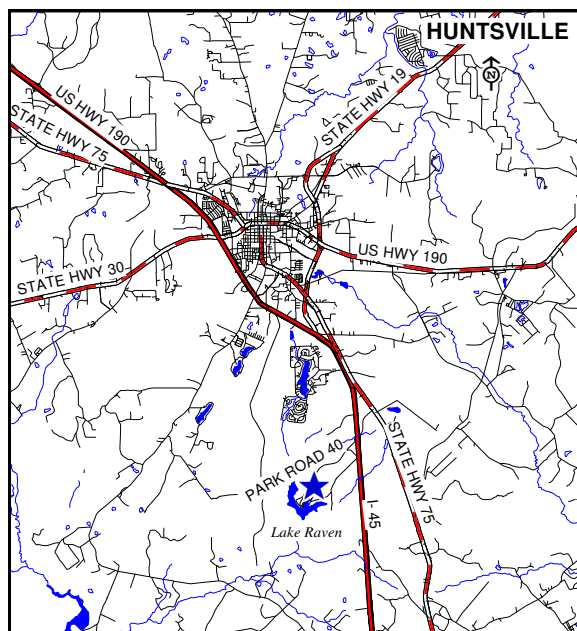 HUNTSVILLE
N
STATE HWY 19
US HWY 190
STATE HWY 75
US HWY 190
STATE HWY 30
PARK ROAD 40
STATE HWY 75
I- 45
Lake Raven